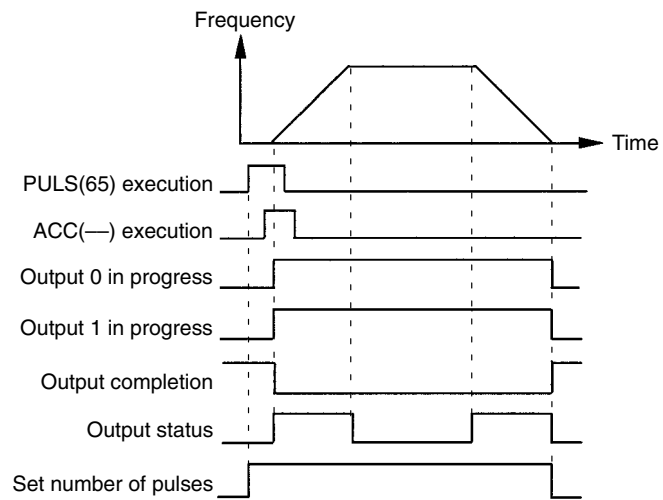 Frequency
Time
PULS(65) execution
ACC(—) execution
Output 0 in progress
Output 1 in progress
Output completion
Output status
Set number of pulses